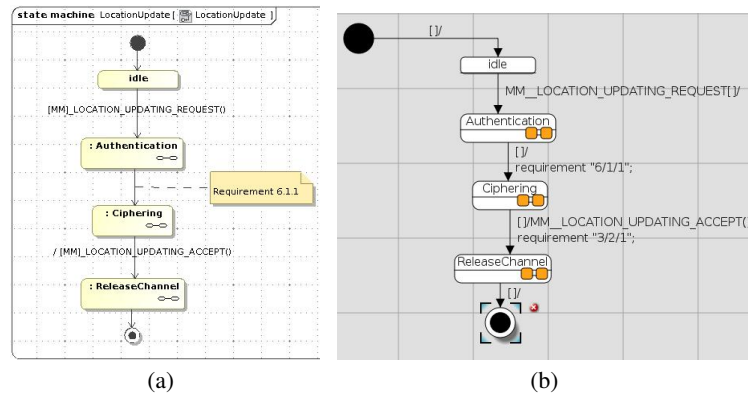 state machine LocationUpdate [ LocationUpdate ]
idle
[MM]_LOCATION_UPDATING_REQUEST()
: Authentication
Requirement 6.1.1
: Ciphering
/ [MM]_LOCATION_UPDATING_ACCEPT()
: ReleaseChannel
(a)
[ ]/
idle
MM__LOCATION_UPDATING_REQUEST[ ]/
Authentication
[ ]/
requirement "6/1/1";
Ciphering
[ ]/MM__LOCATION_UPDATING_ACCEPT(
requirement "3/2/1";
ReleaseChannel
[ ]/
(b)